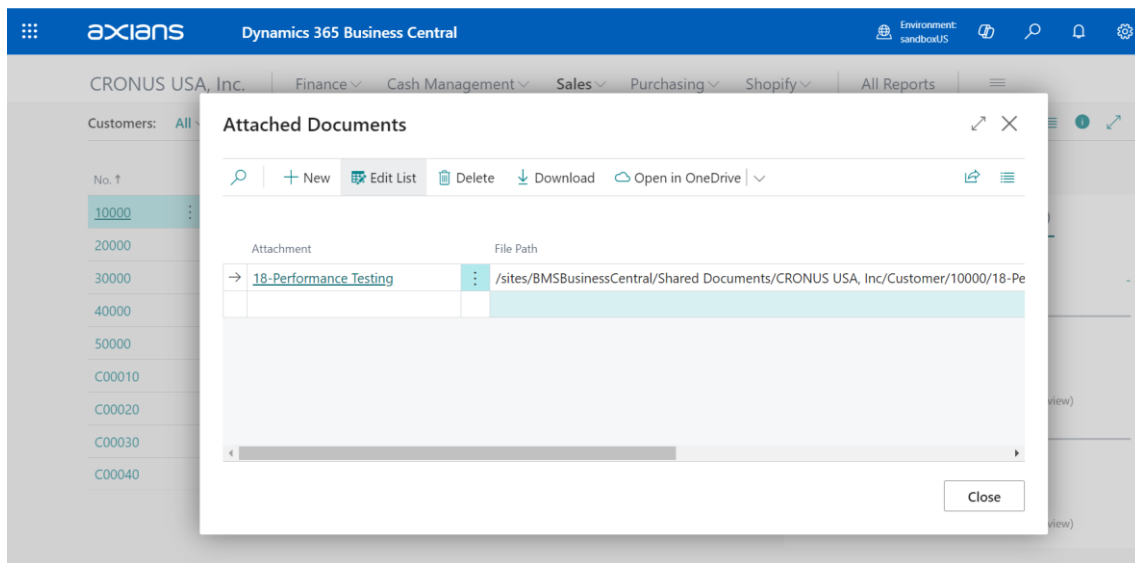 axians Dynamics 365 Business Central Environment: sandboxUS
CRONUS USA, Inc. Finance Cash Management Sales Purchasing Shopify All Reports
Customers: All Attached Documents
No. ↑ New Edit List Delete Download Open in OneDrive
10000
20000 Attachment File Path
30000 18-Performance Testing /sites/BMSBusinessCentral/Shared Documents/CRONUS USA, Inc/Customer/10000/18-Pe
40000
50000
C00010
C00020 view)
C00030
C00040
Close
view)